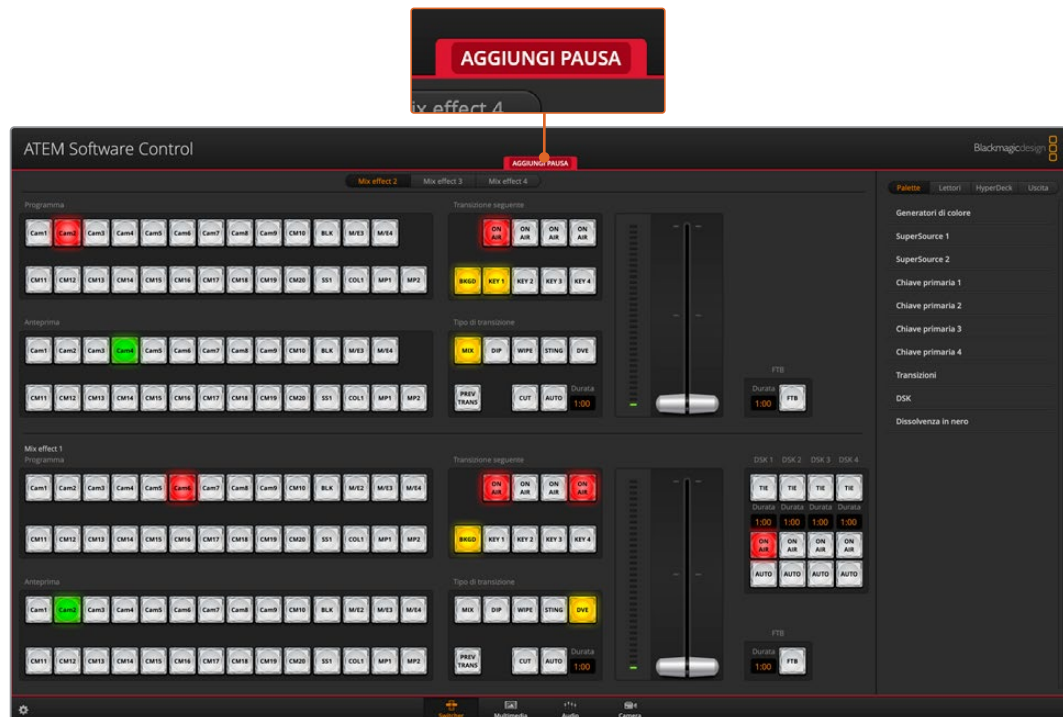 AGGIUNGI PAUSA
ix effect 4
ATEM Software Control
AGGIUNGI PAUSA
Blackmagicdesign
Mix effect 2 Mix effect 3 Mix effect 4
Palette Lettori HyperDeck Uscita
Programma
Transizione seguente
Cam1 Cam2 Cam3 Cam4 Cam5 Cam6 Cam7 Cam8 Cam9 CM10 BLK M/E3 M/E4
ON AIR ON AIR ON AIR ON AIR
CM11 CM12 CM13 CM14 CM15 CM16 CM17 CM18 CM19 CM20 SS1 COL1 MP1 MP2
BKGD KEY 1 KEY 2 KEY 3 KEY 4
Anteprima
Tipo di transizione
Cam1 Cam2 Cam3 Cam4 Cam5 Cam6 Cam7 Cam8 Cam9 CM10 BLK M/E3 M/E4
MIX DIP WIPE STING DVE
CM11 CM12 CM13 CM14 CM15 CM16 CM17 CM18 CM19 CM20 SS1 COL1 MP1 MP2
PREV TRANS CUT AUTO
Durata
1:00
FTB
Durata
1:00 FTB
Generatori di colore
SuperSource 1
SuperSource 2
Chiave primaria 1
Chiave primaria 2
Chiave primaria 3
Chiave primaria 4
Transizioni
DSK
Dissolvenza in nero
Mix effect 1
Programma
Transizione seguente
Cam1 Cam2 Cam3 Cam4 Cam5 Cam6 Cam7 Cam8 Cam9 CM10 BLK M/E2 M/E3 M/E4
ON AIR ON AIR ON AIR ON AIR
CM11 CM12 CM13 CM14 CM15 CM16 CM17 CM18 CM19 CM20 SS1 COL1 MP1 MP2
BKGD KEY 1 KEY 2 KEY 3 KEY 4
Anteprima
Tipo di transizione
Cam1 Cam2 Cam3 Cam4 Cam5 Cam6 Cam7 Cam8 Cam9 CM10 BLK M/E2 M/E3 M/E4
MIX DIP WIPE STING DVE
CM11 CM12 CM13 CM14 CM15 CM16 CM17 CM18 CM19 CM20 SS1 COL1 MP1 MP2
PREV TRANS CUT AUTO
Durata
1:00
DSK 1 DSK 2 DSK 3 DSK 4
TIE TIE TIE TIE
Durata Durata Durata Durata
1:00 1:00 1:00 1:00
ON AIR ON AIR ON AIR ON AIR
AUTO AUTO AUTO AUTO
FTB
Durata
1:00 FTB
Switcher Multimedia Audio Camera